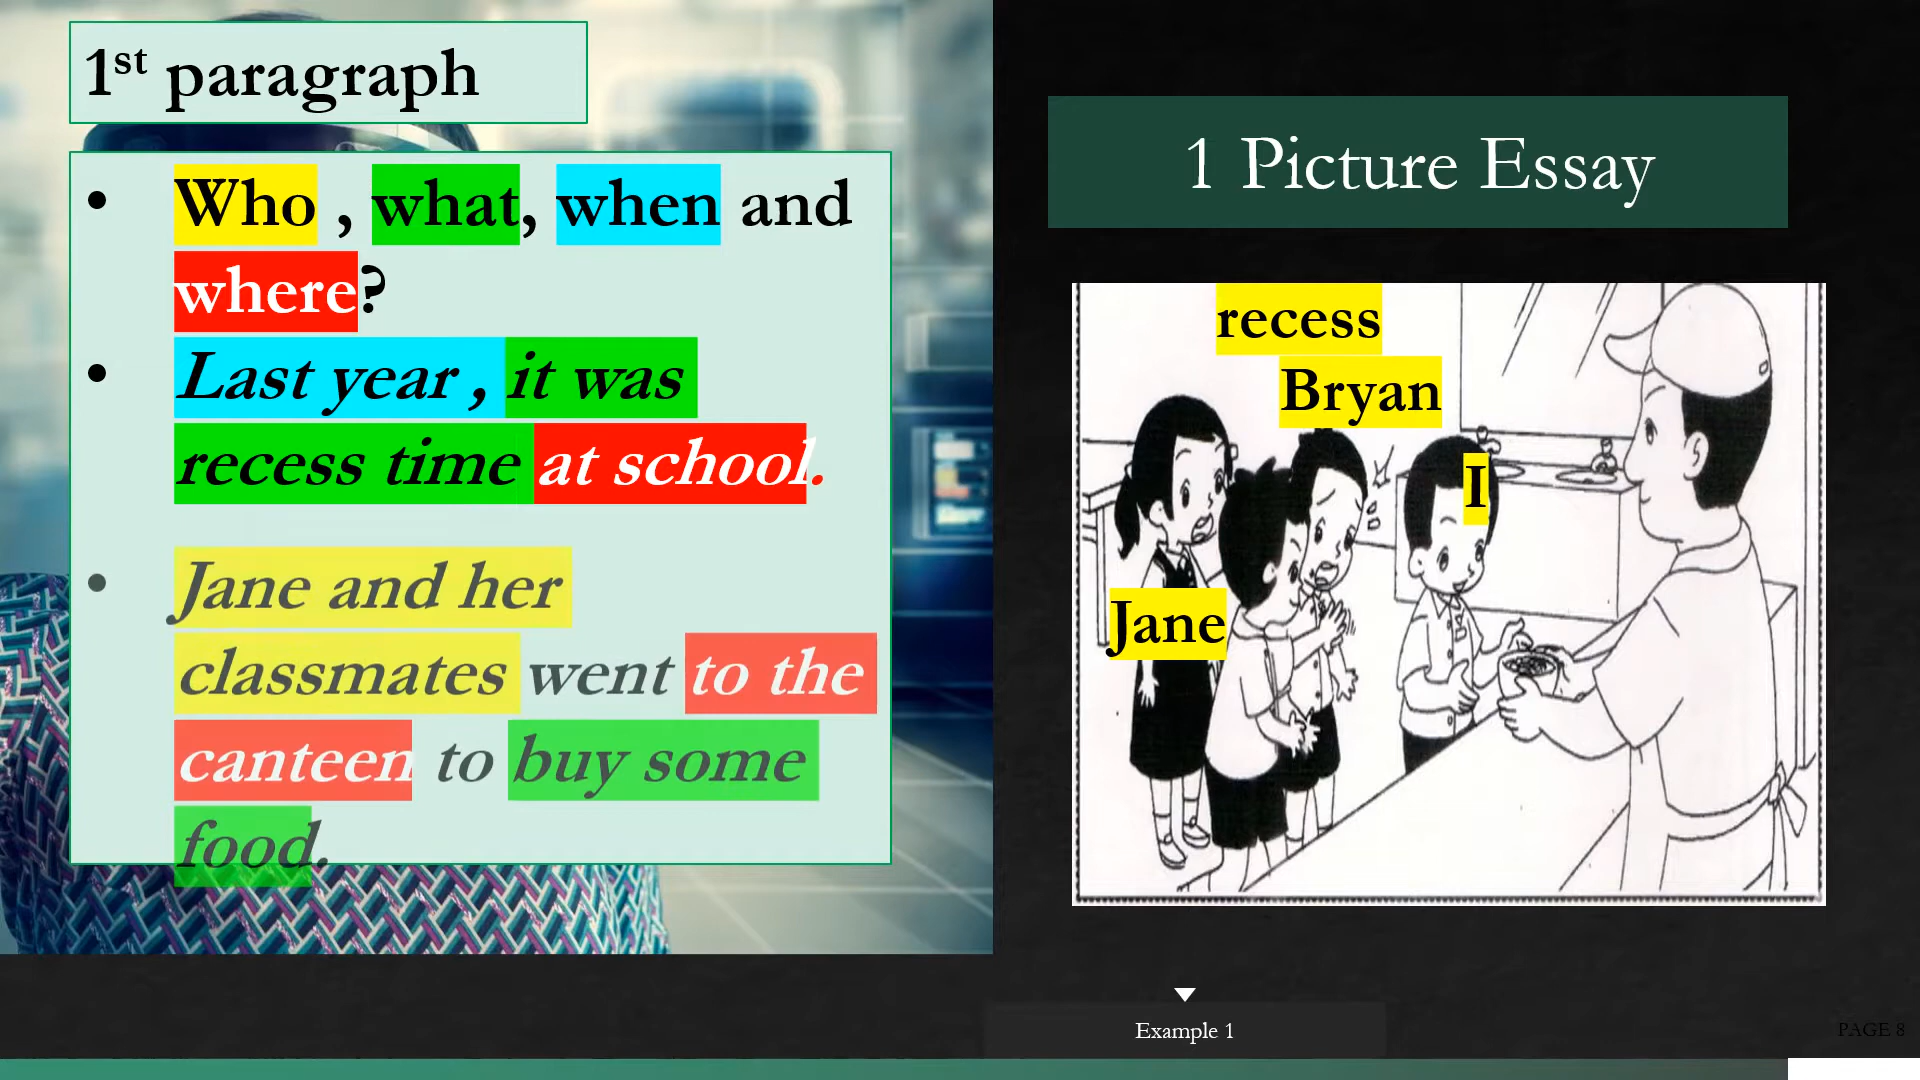 1st paragraph
• Who , what, when and
where?
• Last year , it was
recess time at school.
• Jane and her
classmates went to the
canteen to buy some
food.
1 Picture Essay
recess
Bryan
I
Jane
Example 1
PAGE 8